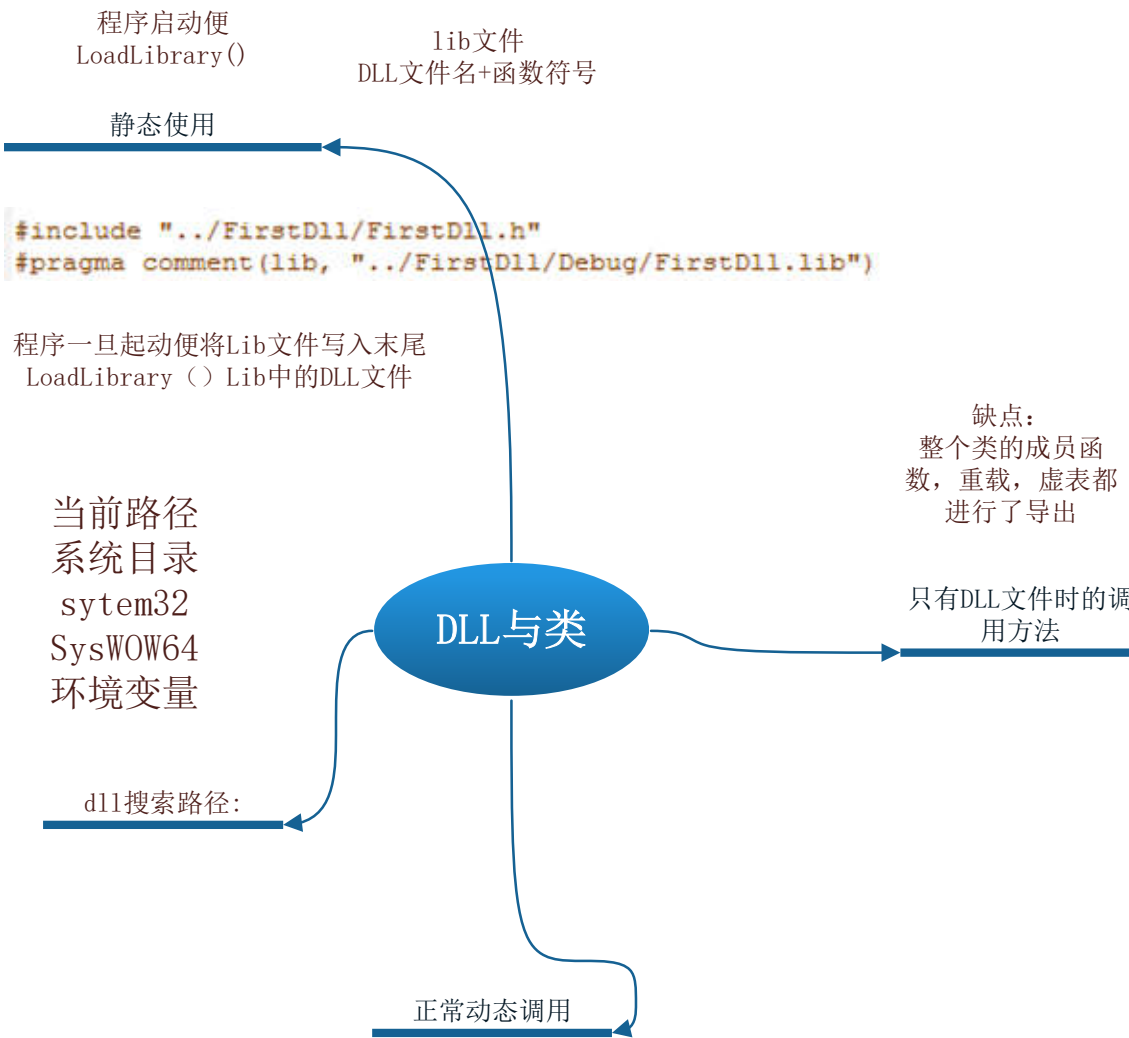 程序启动便
LoadLibrary()
lib文件
DLL文件名+函数符号
静态使用
#include "../FirstDll/FirstDll.h"
#pragma comment(lib, "../FirstDll/Debug/FirstDll.lib")
程序一旦起动便将Lib文件写入末尾
LoadLibrary（）Lib中的DLL文件
缺点：
整个类的成员函
数，重载，虚表都
进行了导出
当前路径
系统目录
sytem32
SysWOW64
环境变量
DLL与类
只有DLL文件时的调
用方法
dll搜索路径:
正常动态调用